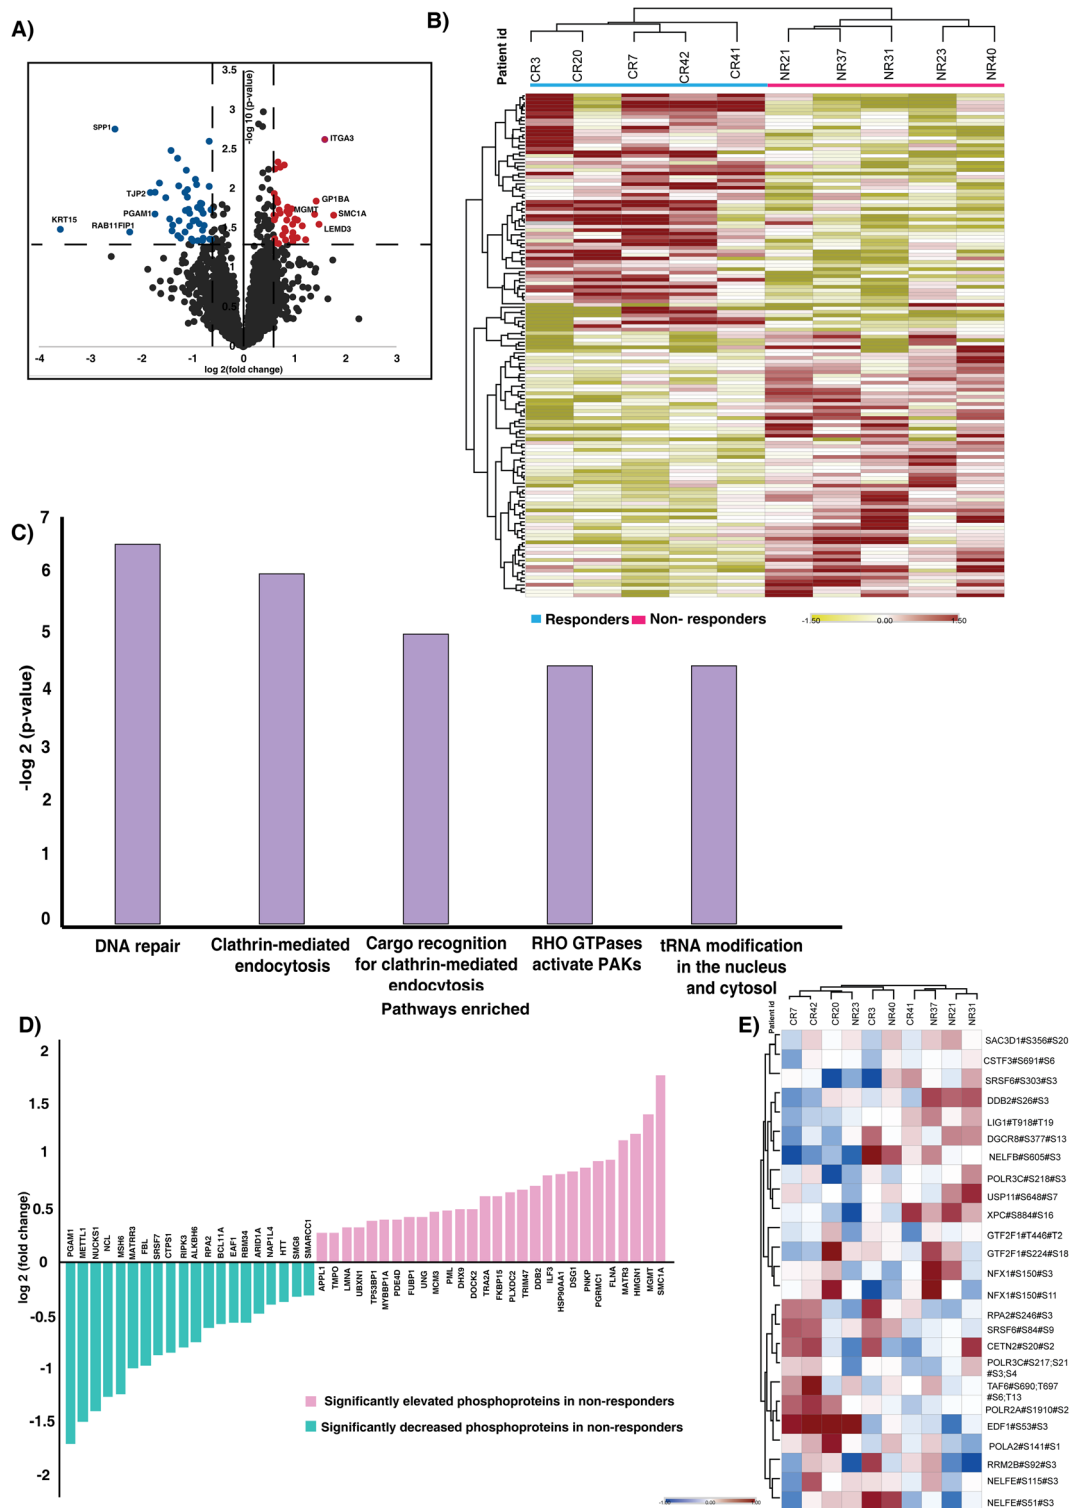 A)
3.5
3
2.5
2
1.5
1
0.5
0
-log 10 (p-value)
SPP1
ITGA3
TJP2
PGAM1
KRT15
RAB11FIP1
GP1BA
MGMT
SMC1A
LEMD3
-4
-3
-2
-1
0
1
2
3
log 2(fold change)
B)
Patient id
CR3
CR20
CR7
CR42
CR41
NR21
NR37
NR31
NR23
NR40
Responders
Non- responders
-1.50
0.00
1.50
C)
7
6
5
4
3
2
1
0
-log 2 (p-value)
DNA repair
Clathrin-mediated
endocytosis
Cargo recognition
for clathrin-mediated
endocytosis
RHO GTPases
activate PAKs
tRNA modification
in the nucleus
and cytosol
Pathways enriched
D)
2
1.5
1
0.5
0
-0.5
-1
-1.5
-2
log 2 (fold change)
PGAM1
METTL1
NUCKS1
NCL
MSH6
MATRR3
FBL
SRSF7
CTPS1
RIPK3
ALKBH6
RPA2
BCL11A
EAF1
RBM34
ARID1A
NAP1L4
HTT
SMG8
SMARCC1
APPL1
TMPO
LMNA
UBXN1
TP53BP1
MYBBP1A
PDE4D
FUBP1
UNG
MCM3
PML
DHX9
DOCK2
TRA2A
FKBP15
PLXDC2
TRIM47
DDB2
ILF3
HSP90AA1
DSG1
PNKP
PGRMC1
FLNA
MATR3
HMGN1
MGMT
SMC1A
Significantly elevated phosphoproteins in non-responders
Significantly decreased phosphoproteins in non-responders
E)
Patient id
CR7
CR42
CR20
NR23
CR3
NR40
CR41
NR37
NR21
NR31
SAC3D1#S356#S20
CSTF3#S691#S6
SRSF6#S303#S3
DDB2#S26#S3
LIG1#T918#T19
DGCR8#S377#S13
NELFB#S605#S3
POLR3C#S218#S3
USP11#S648#S7
XPC#S884#S16
GTF2F1#T446#T2
GTF2F1#S224#S18
NFX1#S150#S3
NFX1#S150#S11
RPA2#S246#S3
SRSF6#S84#S9
CETN2#S20#S2
POLR3C#S217;S21
#S3;S4
TAF6#S690;T697
#S6;T13
POLR2A#S1910#S2
EDF1#S53#S3
POLA2#S141#S1
RRM2B#S92#S3
NELFE#S115#S3
NELFE#S51#S3
-1.00
0.00
1.00